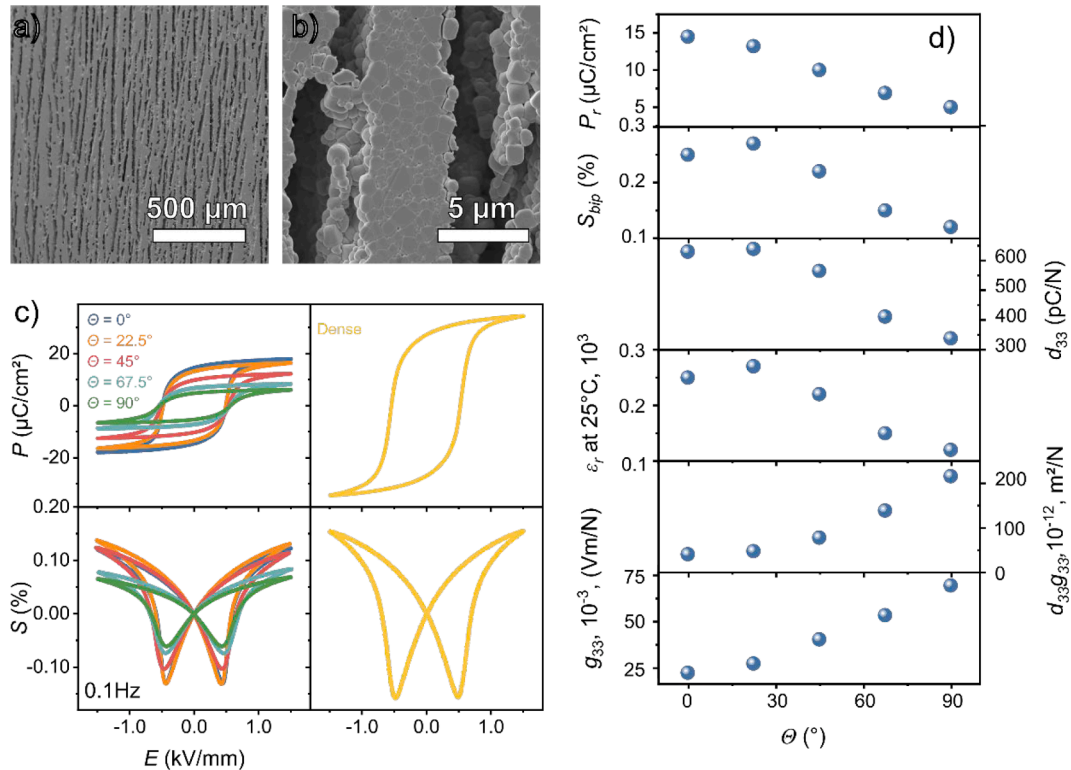 a)
500 μm
b)
5 μm
c)
Θ = 0°
Θ = 22.5°
Θ = 45°
Θ = 67.5°
Θ = 90°
Dense
20
0
-20
P (μC/cm²)
0.20
0.10
0.00
-0.10
S (%)
0.1Hz
-1.0 0.0 1.0 -1.0 0.0 1.0
E (kV/mm)
d)
15
10
5
P_r (μC/cm²)
0.3
0.2
0.1
S_bip (%)
600
500
400
300
d_33 (pC/N)
0.3
0.2
0.1
ε_r at 25°C, 10³
200
100
0
d_33g_33,10⁻¹², m²/N
75
50
25
g_33, 10⁻³, (Vm/N)
0 30 60 90
Θ (°)